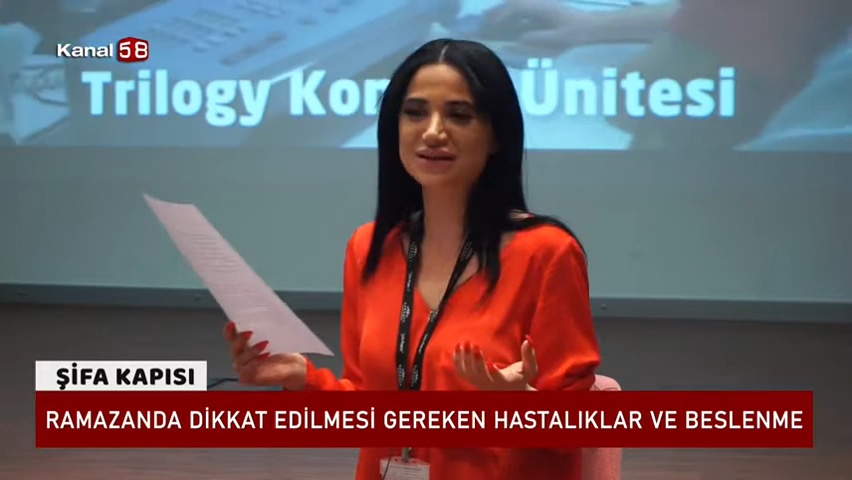 Kanal 58
Trilogy Ünitesi
ŞİFA KAPISI
RAMAZANDA DİKKAT EDİLMESİ GEREKEN HASTALIKLAR VE BESLENME